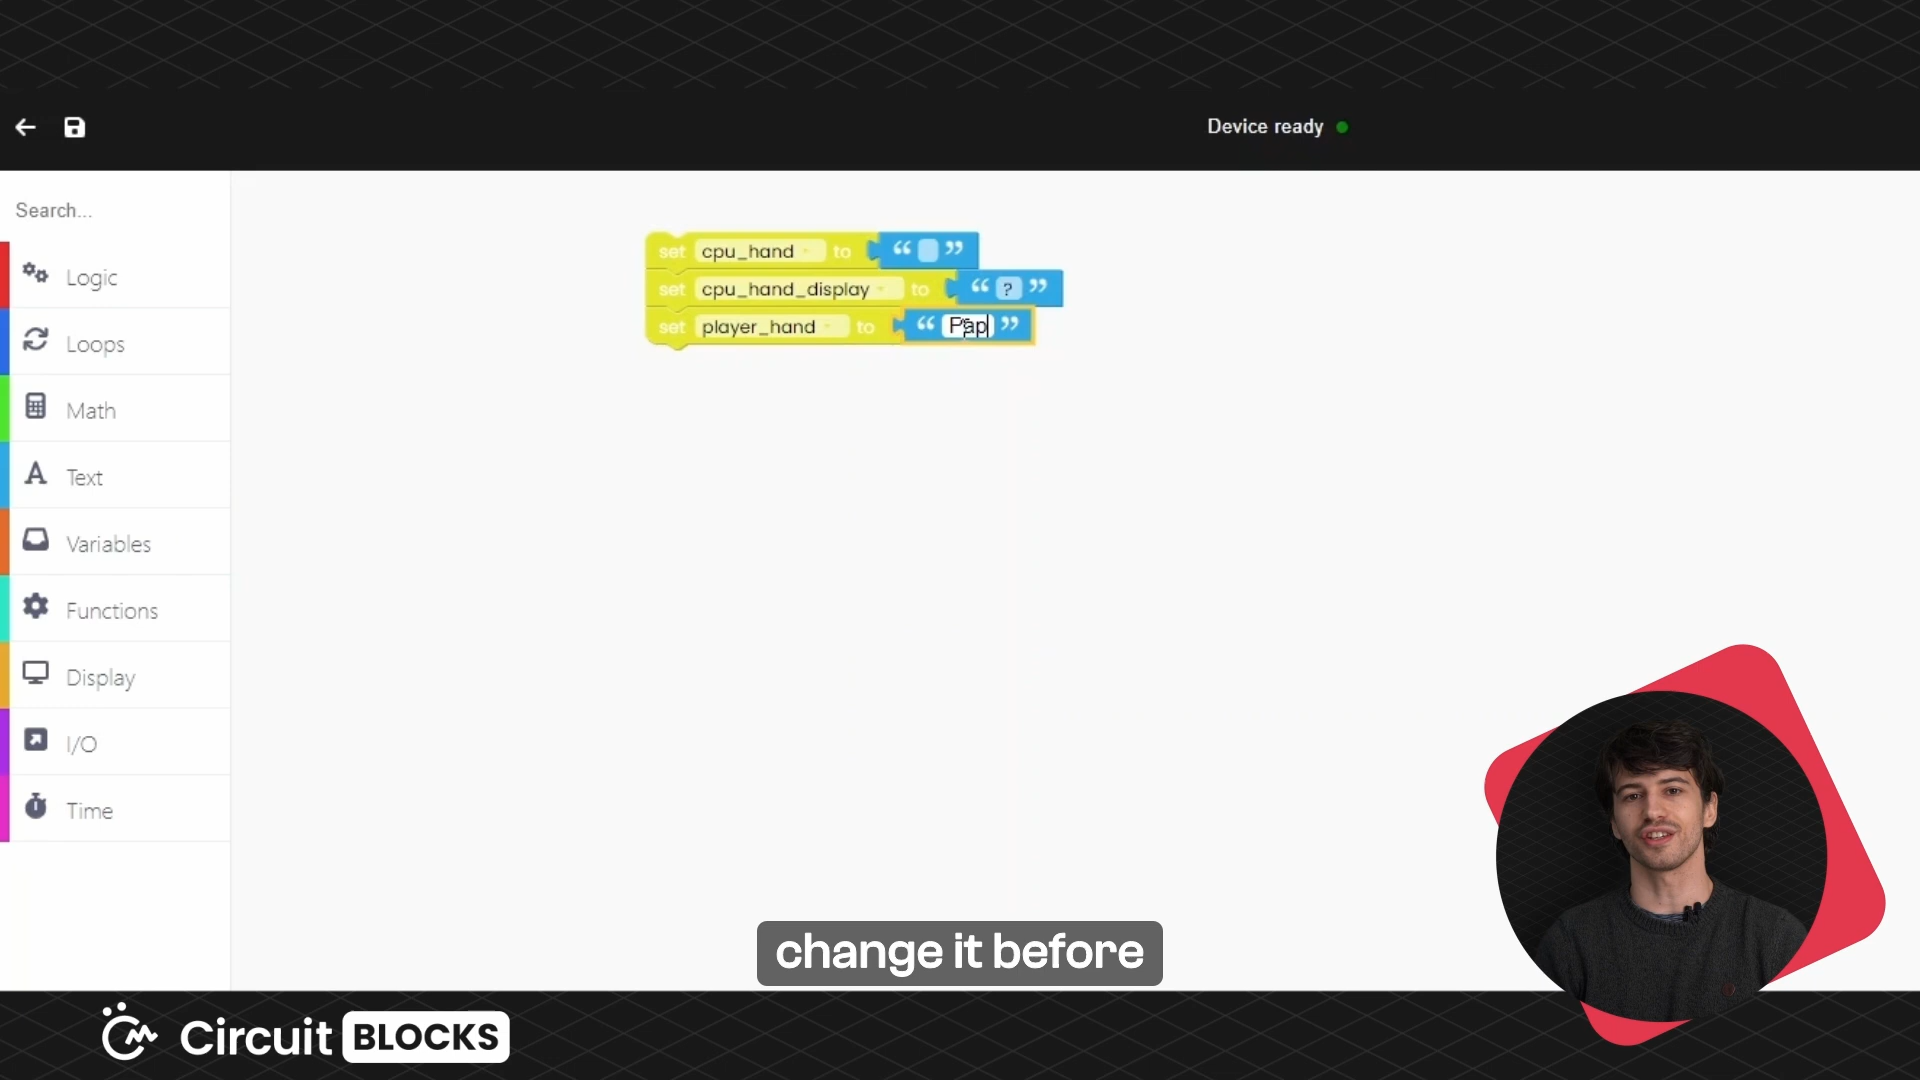 Device ready
Search...
Logic
Loops
Math
Text
Variables
Functions
Display
I/O
Time
set cpu_hand to “ ”
set cpu_hand_display to “ ? ”
set player_hand to “ Pap ”
change it before
Circuit BLOCKS